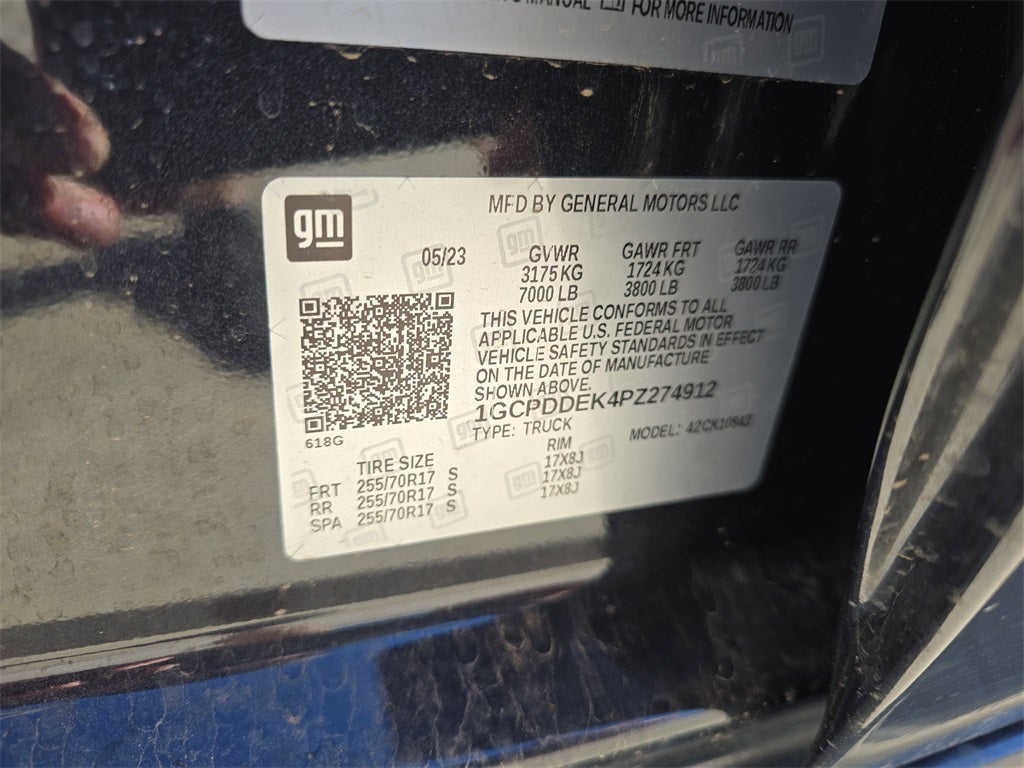 MANUAL FOR MORE INFORMATION
gm
MFD BY GENERAL MOTORS LLC
05/23 GVWR GAWR FRT GAWR RR
3175 KG 1724 KG 1724 KG
7000 LB 3800 LB 3800 LB
THIS VEHICLE CONFORMS TO ALL
APPLICABLE U.S. FEDERAL MOTOR
VEHICLE SAFETY STANDARDS IN EFFECT
ON THE DATE OF MANUFACTURE
SHOWN ABOVE.
1GCPDDEK4PZ274912
TYPE: TRUCK MODEL: 42CK10543
618G
TIRE SIZE RIM
FRT 255/70R17 S 17X8J
RR 255/70R17 S 17X8J
SPA 255/70R17 S 17X8J